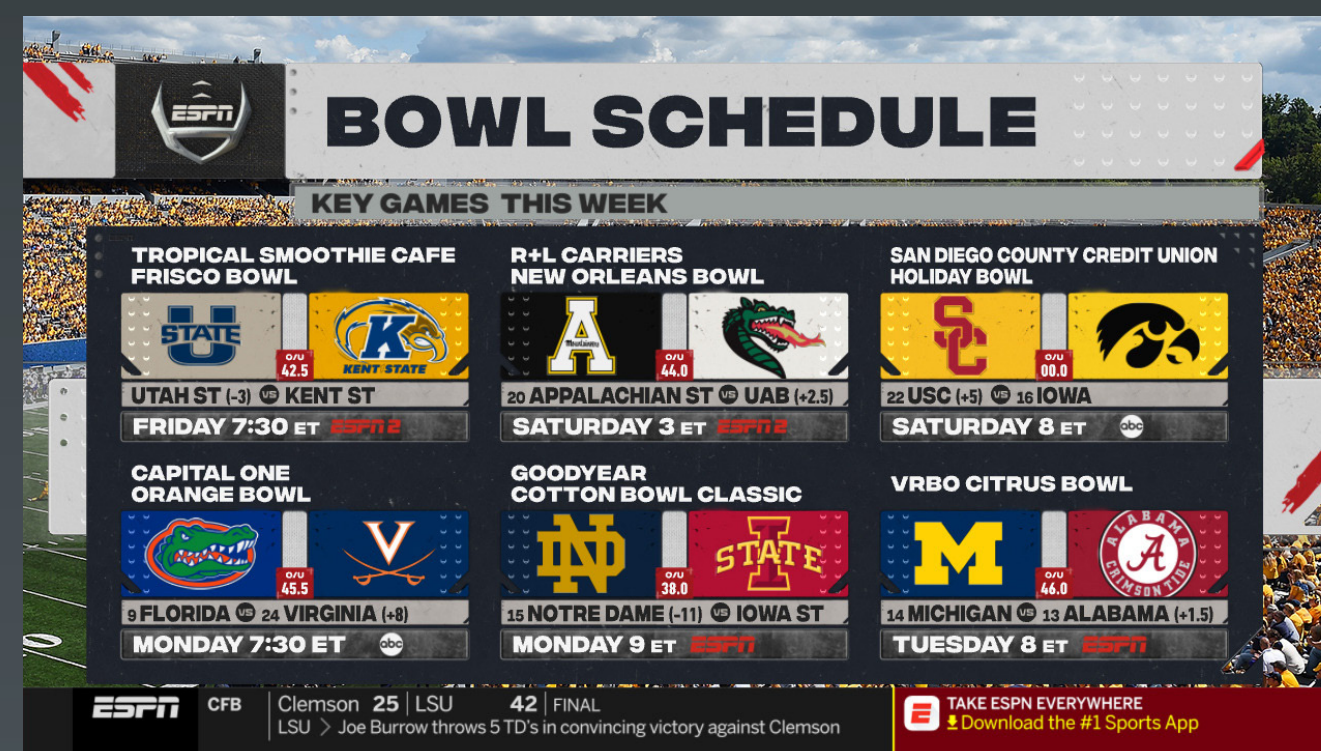 ESPN
BOWL SCHEDULE
KEY GAMES THIS WEEK
TROPICAL SMOOTHIE CAFE
FRISCO BOWL
STATE
O/U
42.5
K
KENT STATE
UTAH ST (-3) VS KENT ST
FRIDAY 7:30 ET ESPN2
R+L CARRIERS
NEW ORLEANS BOWL
A
O/U
44.0
20 APPALACHIAN ST VS UAB (+2.5)
SATURDAY 3 ET ESPN2
SAN DIEGO COUNTY CREDIT UNION
HOLIDAY BOWL
SC
O/U
00.0
22 USC (+5) VS 16 IOWA
SATURDAY 8 ET abc
CAPITAL ONE
ORANGE BOWL
O/U
45.5
V
9 FLORIDA VS 24 VIRGINIA (+8)
MONDAY 7:30 ET abc
GOODYEAR
COTTON BOWL CLASSIC
ND
O/U
38.0
I
STATE
15 NOTRE DAME (-11) VS IOWA ST
MONDAY 9 ET ESPN
VRBO CITRUS BOWL
M
O/U
46.0
ALABAMA
A
CRIMSON TIDE
14 MICHIGAN VS 13 ALABAMA (+1.5)
TUESDAY 8 ET ESPN
ESPN CFB Clemson 25 LSU 42 FINAL
LSU > Joe Burrow throws 5 TD's in convincing victory against Clemson
E TAKE ESPN EVERYWHERE
Download the #1 Sports App